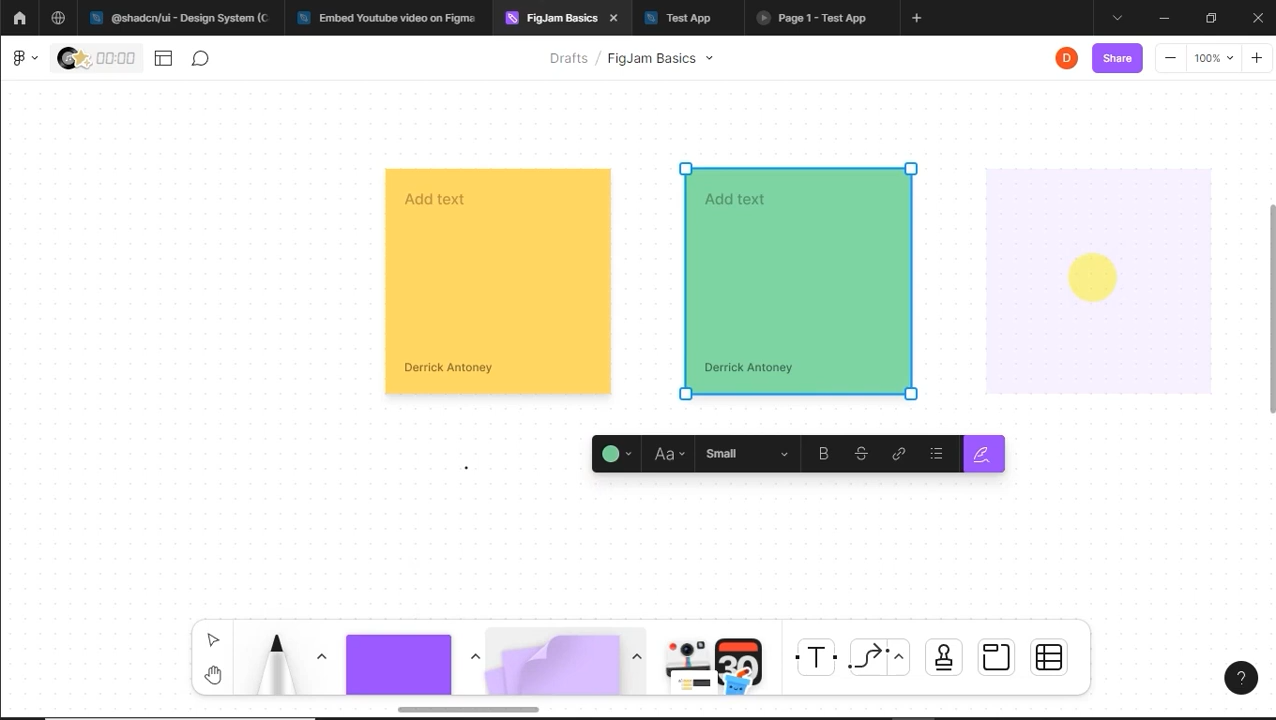 @shadcn/ui - Design System (C
Embed Youtube video on Figma
FigJam Basics
Test App
Page 1 - Test App
00:00
Drafts / FigJam Basics
D
Share
100%
Add text
Derrick Antoney
Add text
Derrick Antoney
Aa
Small
B
S
30
T
?